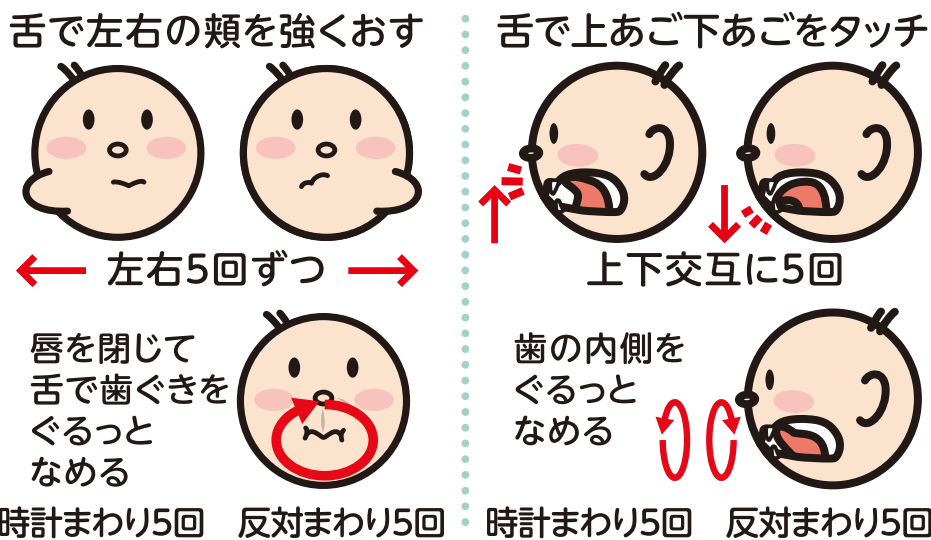 舌で左右の頬を強くおす
左右5回ずつ
唇を閉じて
舌で歯ぐきを
ぐるっと
なめる
時計まわり5回
反対まわり5回
舌で上あご下あごをタッチ
上下交互に5回
歯の内側を
ぐるっと
なめる
時計まわり5回
反対まわり5回